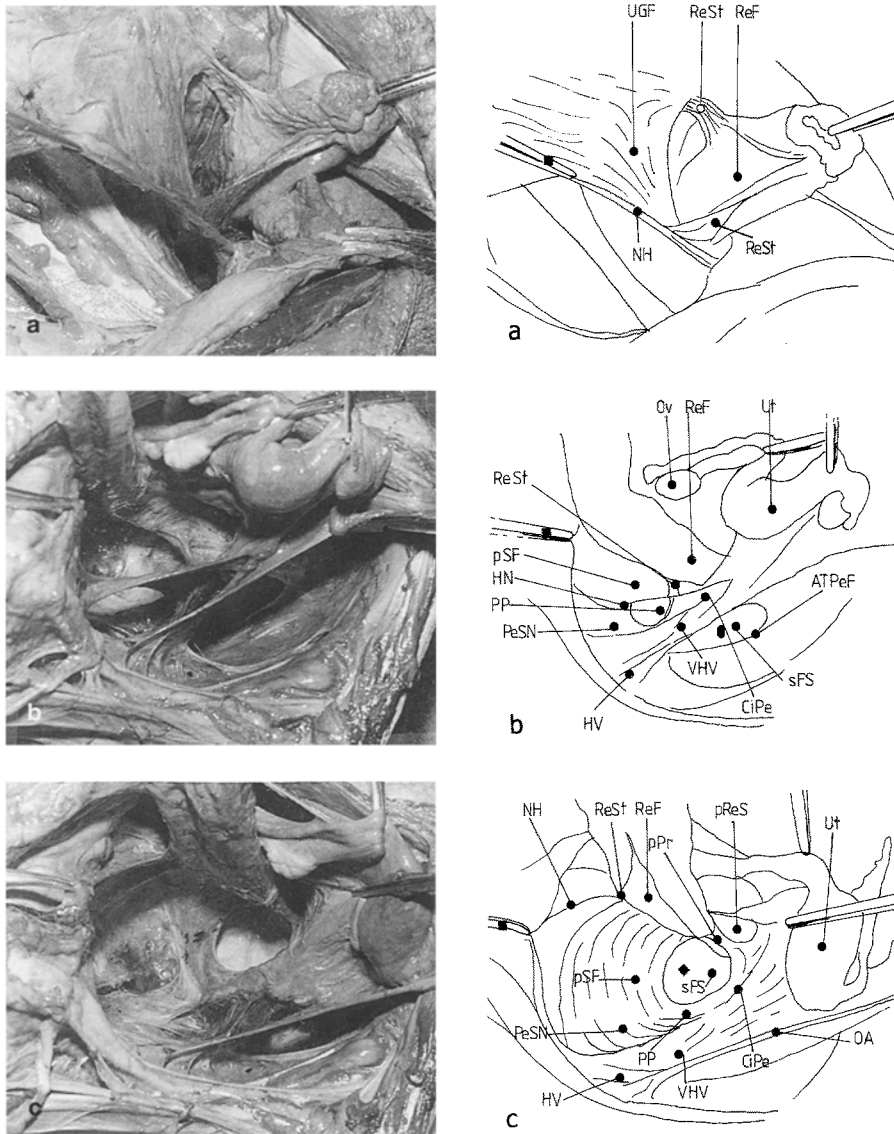 UGF ReSt ReF
NH ReSt
a a
Ov ReF Ut
ReSt
pSF
HN
PP
PeSN
ATPeF
VHV
sFS
HV
CiPe
b b
NH ReSt ReF pReS
pPr
Ut
pSF sFS
PeSN
PP CiPe OA
HV VHV
c c